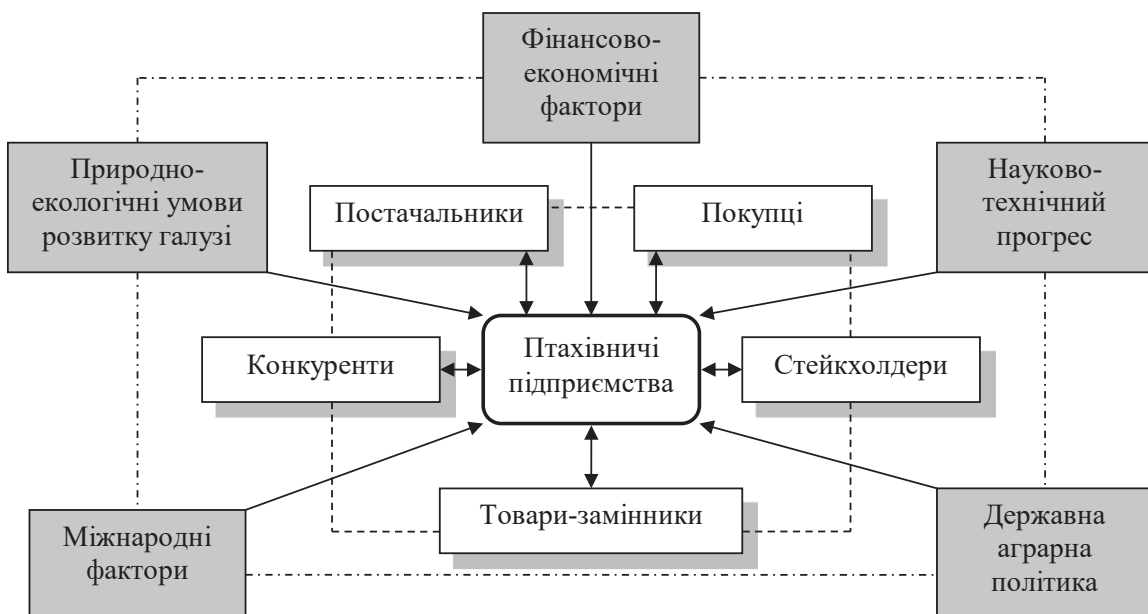 Фінансово-
економічні
фактори
Природно-
екологічні умови
розвитку галузі
Науково-
технічний
прогрес
Постачальники
Покупці
Конкуренти
Птахівничі
підприємства
Стейкхолдери
Товари-замінники
Міжнародні
фактори
Державна
аграрна
політика